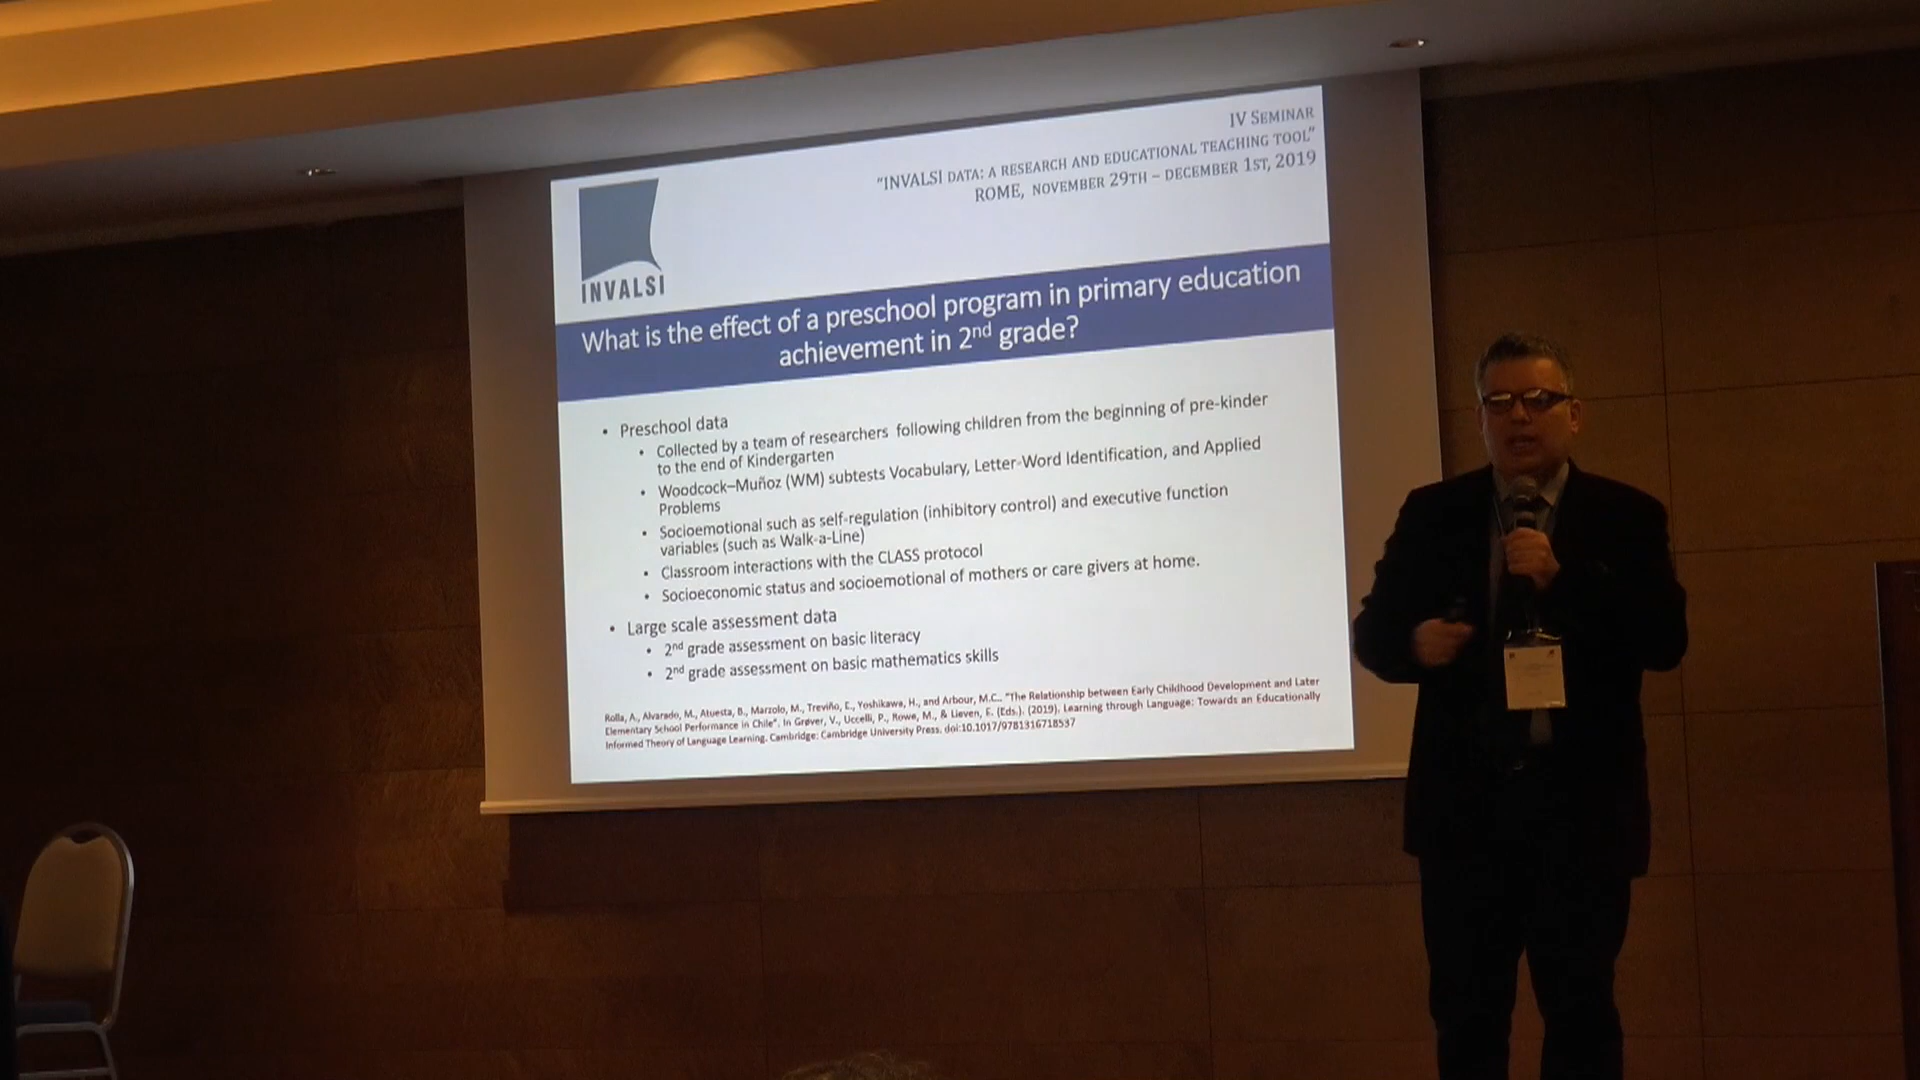 IV SEMINAR
"INVALSI DATA: A RESEARCH AND EDUCATIONAL TEACHING TOOL"
ROME, NOVEMBER 29TH – DECEMBER 1ST, 2019
INVALSI
What is the effect of a preschool program in primary education
achievement in 2nd grade?
• Preschool data
• Collected by a team of researchers following children from the beginning of pre-kinder
to the end of Kindergarten
• Woodcock–Muñoz (WM) subtests Vocabulary, Letter-Word Identification, and Applied
Problems
• Socioemotional such as self-regulation (inhibitory control) and executive function
variables (such as Walk-a-Line)
• Classroom interactions with the CLASS protocol
• Socioeconomic status and socioemotional of mothers or care givers at home.
• Large scale assessment data
• 2nd grade assessment on basic literacy
• 2nd grade assessment on basic mathematics skills
Rolla, A., Alvarado, M., Atuesta, B., Marzolo, M., Treviño, E., Yoshikawa, H., and Arbour, M.C.. "The Relationship between Early Childhood Development and Later
Elementary School Performance in Chile". In Grøver, V., Uccelli, P., Rowe, M., & Lieven, E. (Eds.). (2019). Learning through Language: Towards an Educationally
Informed Theory of Language Learning. Cambridge: Cambridge University Press. doi:10.1017/9781316718537